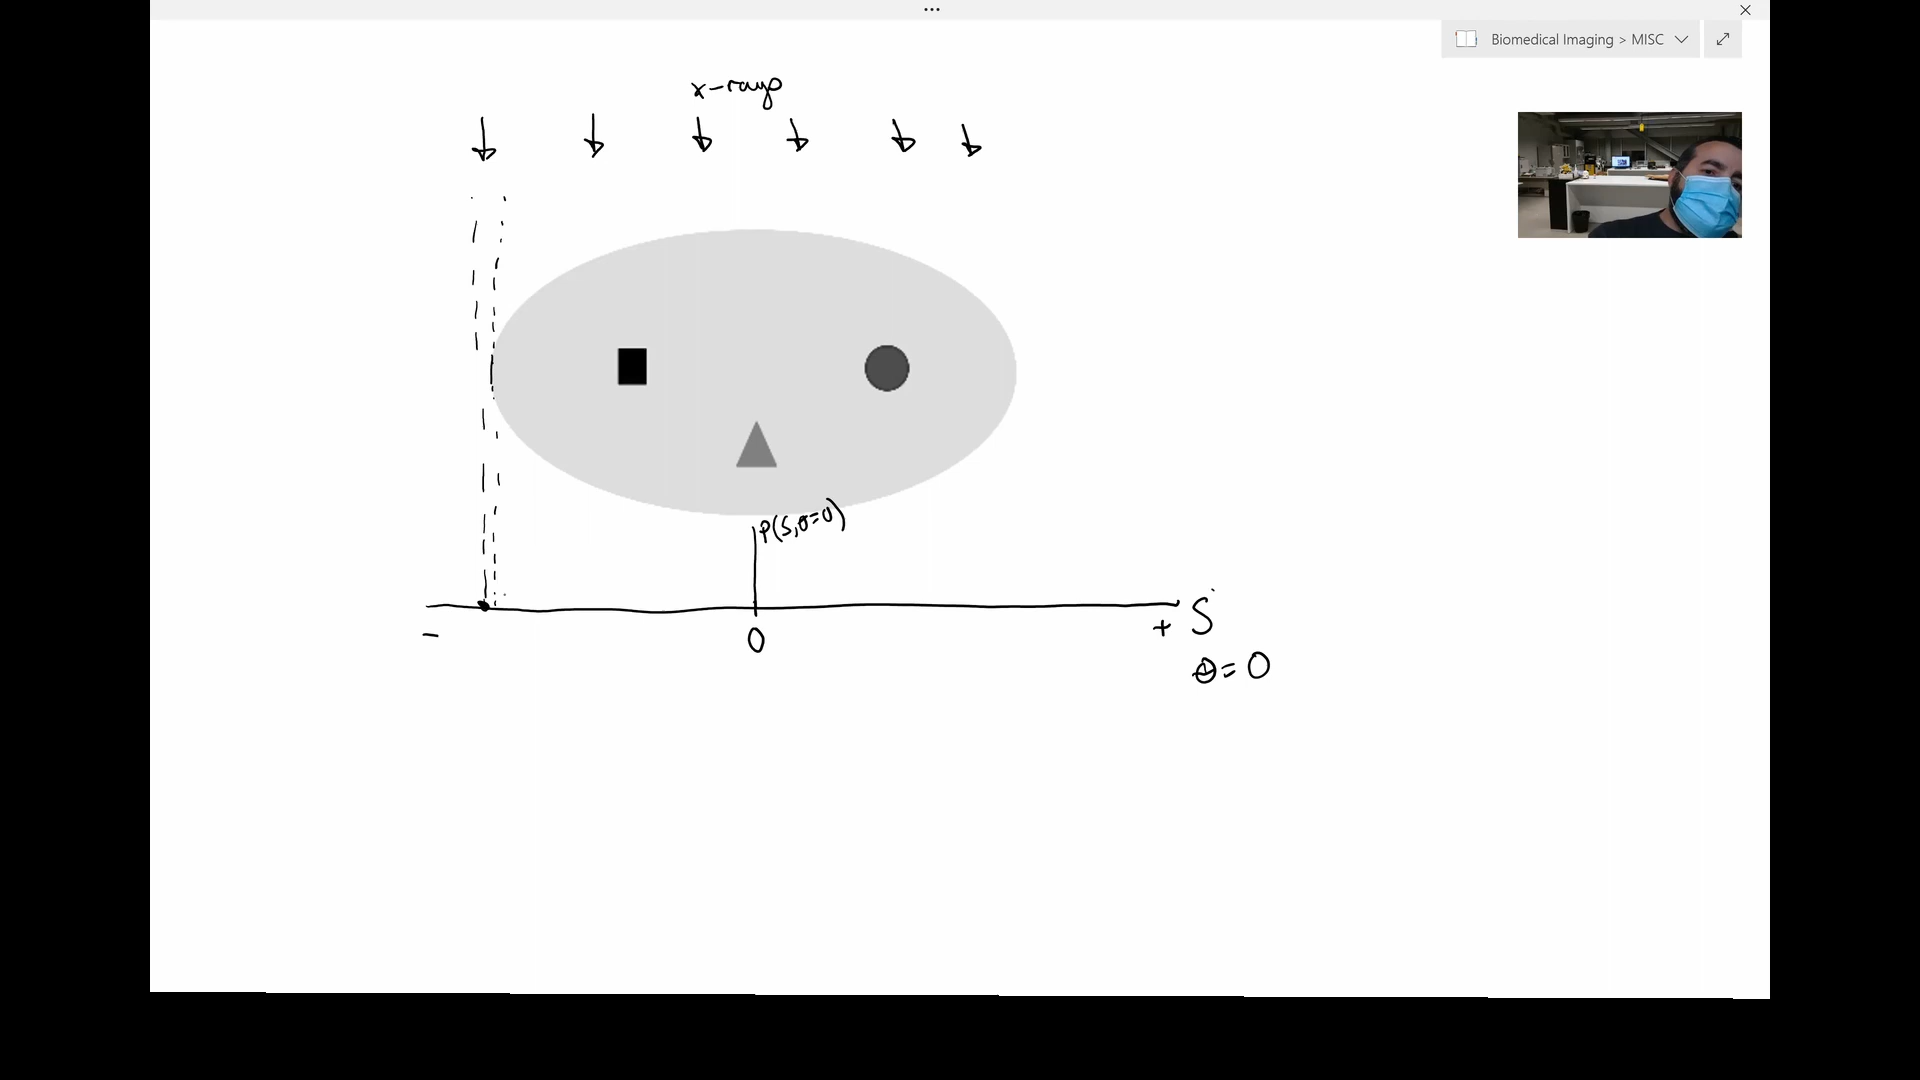 Biomedical Imaging > MISC
x-rays
P(S,θ=0)
- 0 + S
θ = 0